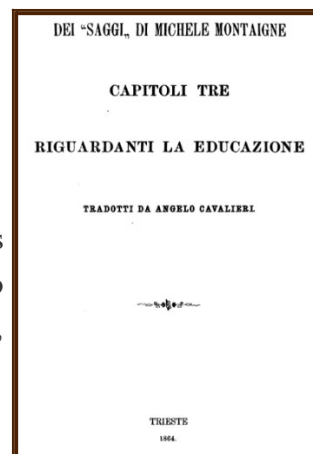 DEI “SAGGI„ DI MICHELE MONTAIGNE
CAPITOLI TRE
RIGUARDANTI LA EDUCAZIONE
TRADOTTI DA ANGELO CAVALIERI.
TRIESTE
1864.